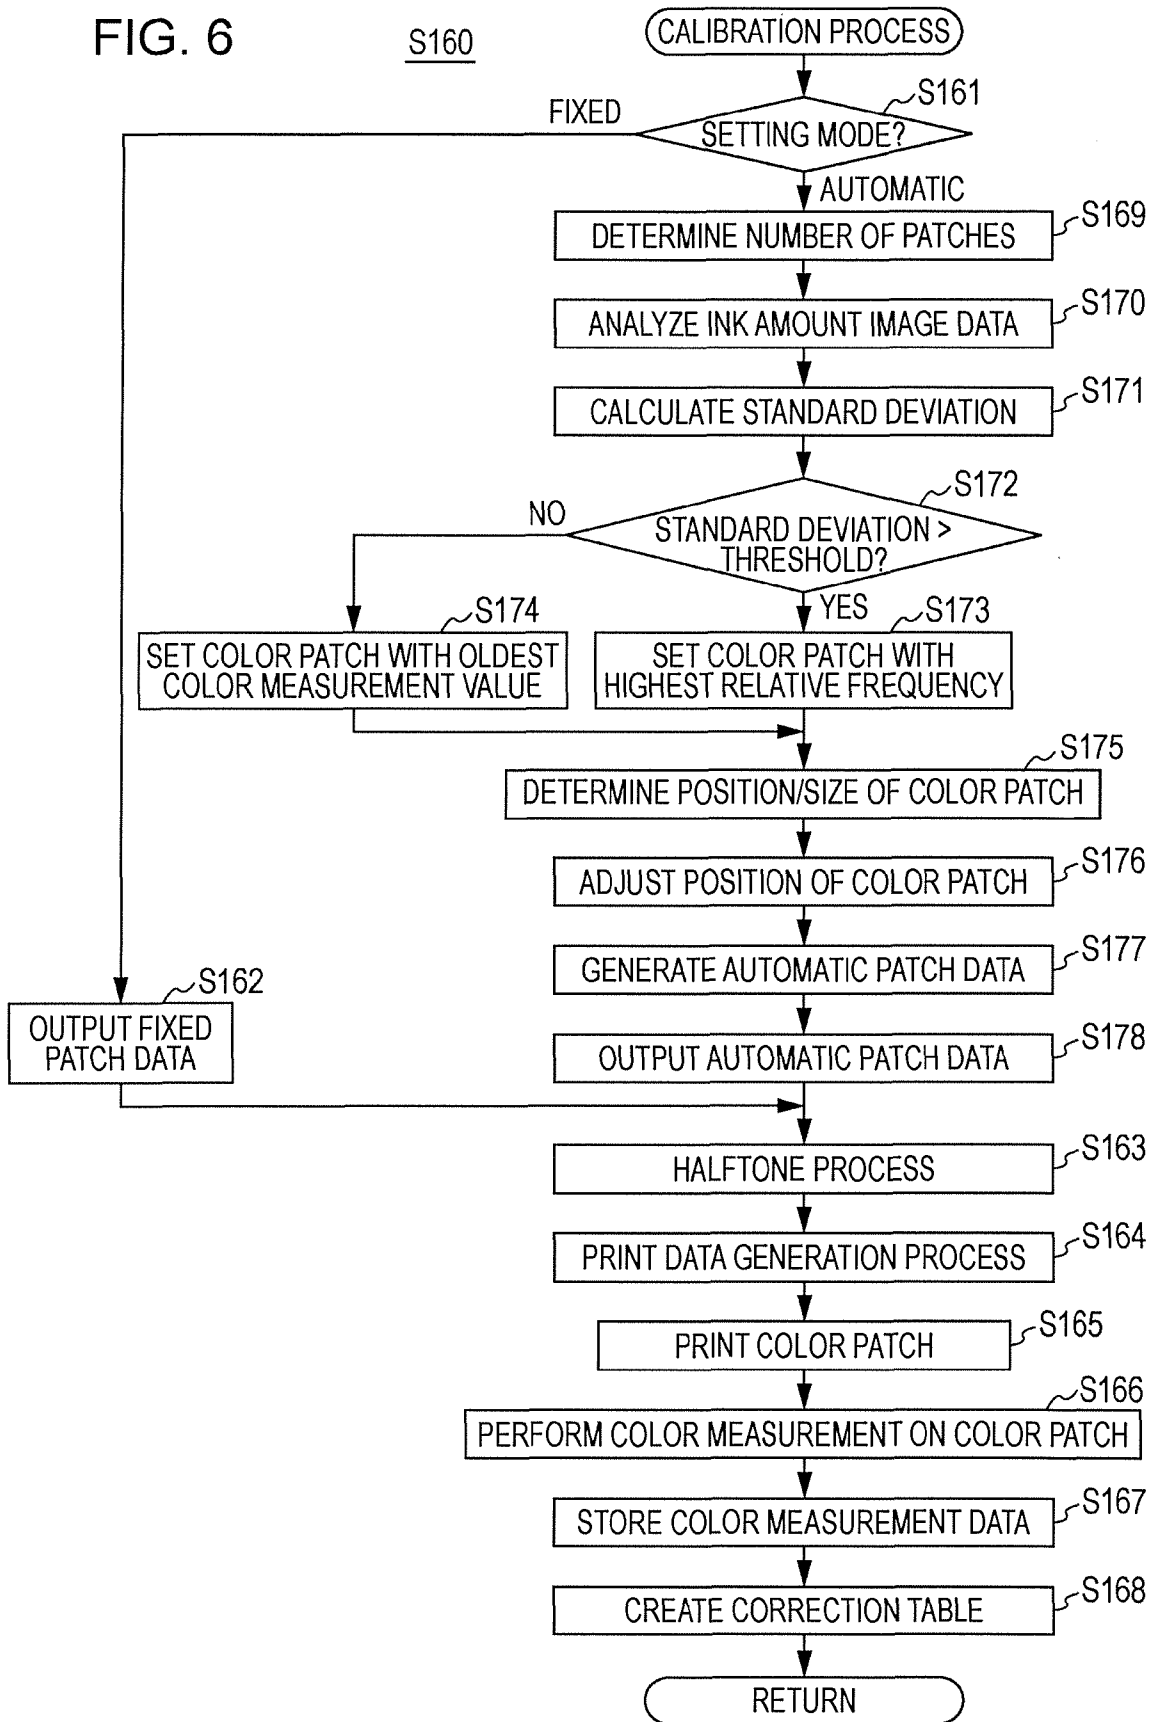 FIG. 6
S160
CALIBRATION PROCESS
S161
FIXED
SETTING MODE?
AUTOMATIC
S169
DETERMINE NUMBER OF PATCHES
S170
ANALYZE INK AMOUNT IMAGE DATA
S171
CALCULATE STANDARD DEVIATION
S172
NO
STANDARD DEVIATION >
THRESHOLD?
YES
S174
S173
SET COLOR PATCH WITH OLDEST
COLOR MEASUREMENT VALUE
SET COLOR PATCH WITH
HIGHEST RELATIVE FREQUENCY
S175
DETERMINE POSITION/SIZE OF COLOR PATCH
S176
ADJUST POSITION OF COLOR PATCH
S177
GENERATE AUTOMATIC PATCH DATA
S162
OUTPUT FIXED
PATCH DATA
S178
OUTPUT AUTOMATIC PATCH DATA
S163
HALFTONE PROCESS
S164
PRINT DATA GENERATION PROCESS
S165
PRINT COLOR PATCH
S166
PERFORM COLOR MEASUREMENT ON COLOR PATCH
S167
STORE COLOR MEASUREMENT DATA
S168
CREATE CORRECTION TABLE
RETURN